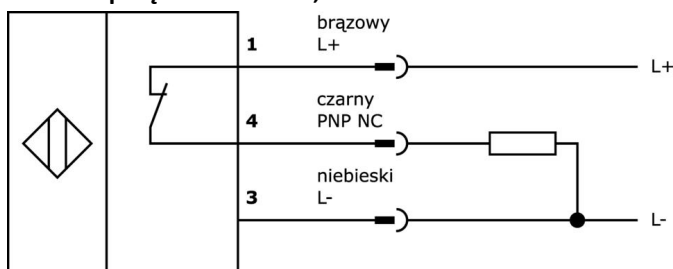 brązowy
1 L+
L+
czarny
4 PNP NC
niebieski
3 L-
L-